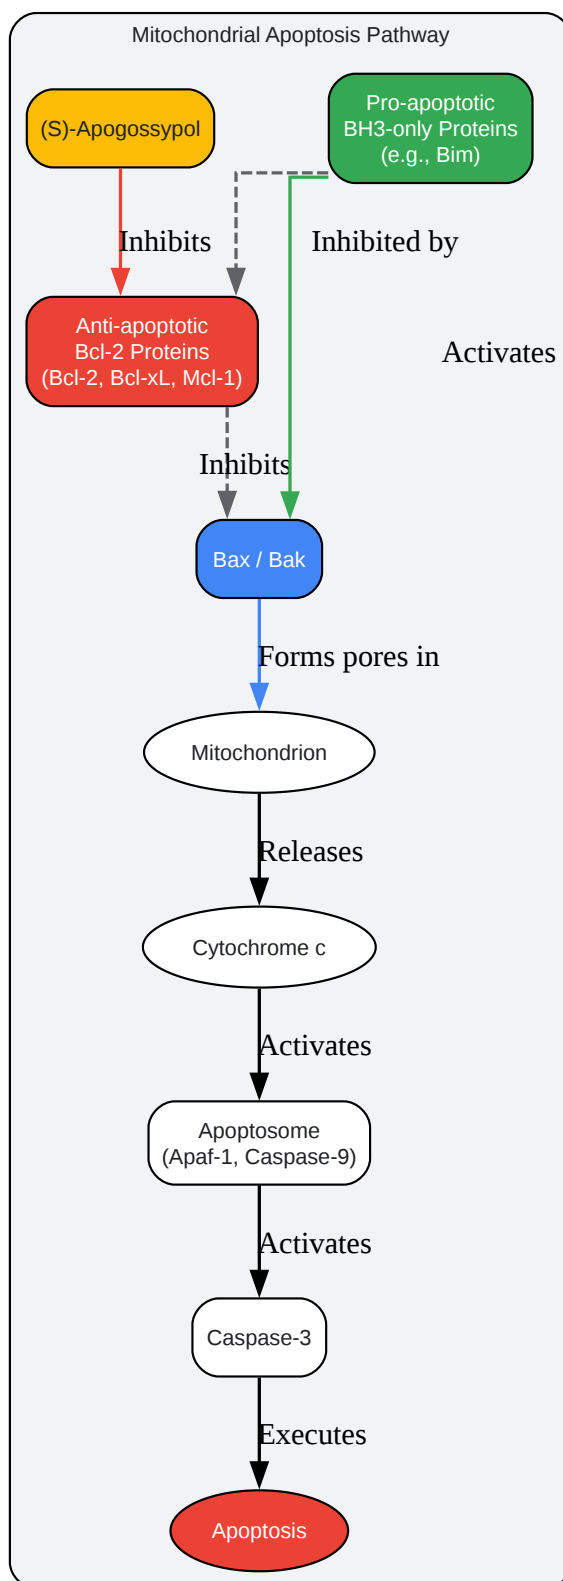 Mitochondrial Apoptosis Pathway
(S)-Apogossypol
Pro-apoptotic
BH3-only Proteins
(e.g., Bim)
Inhibits
Inhibited by
Anti-apoptotic
Bcl-2 Proteins
(Bcl-2, Bcl-xL, Mcl-1)
Activates
Inhibits
Bax / Bak
Forms pores in
Mitochondrion
Releases
Cytochrome c
Activates
Apoptosome
(Apaf-1, Caspase-9)
Activates
Caspase-3
Executes
Apoptosis